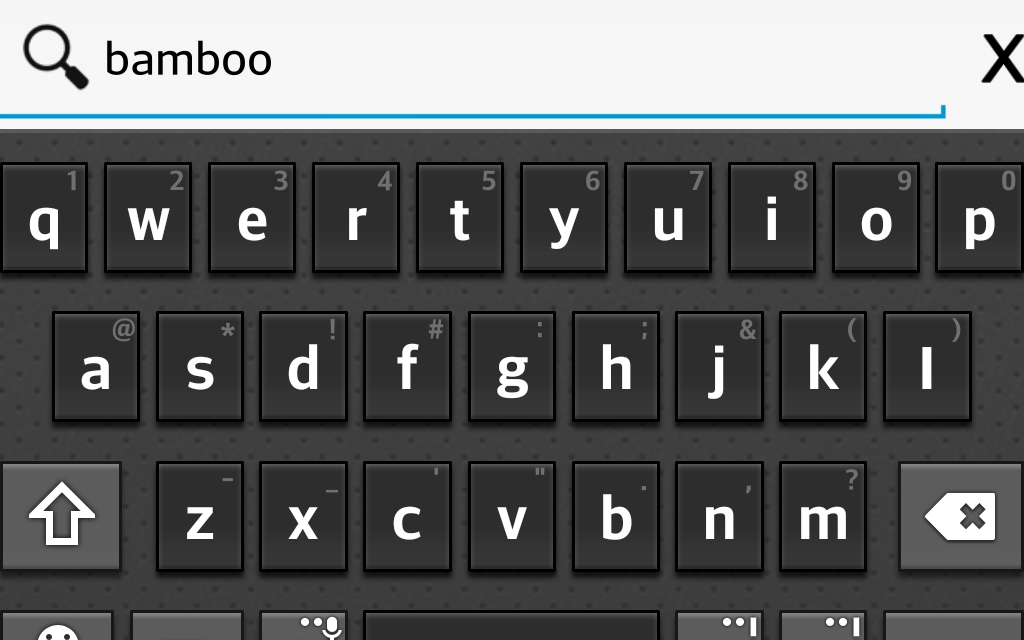 bamboo X
1 2 3 4 5 6 7 8 9 0
q w e r t y u i o p
@ * ! # : ; & ( )
a s d f g h j k l
- _ ' " . , ?
z x c v b n m